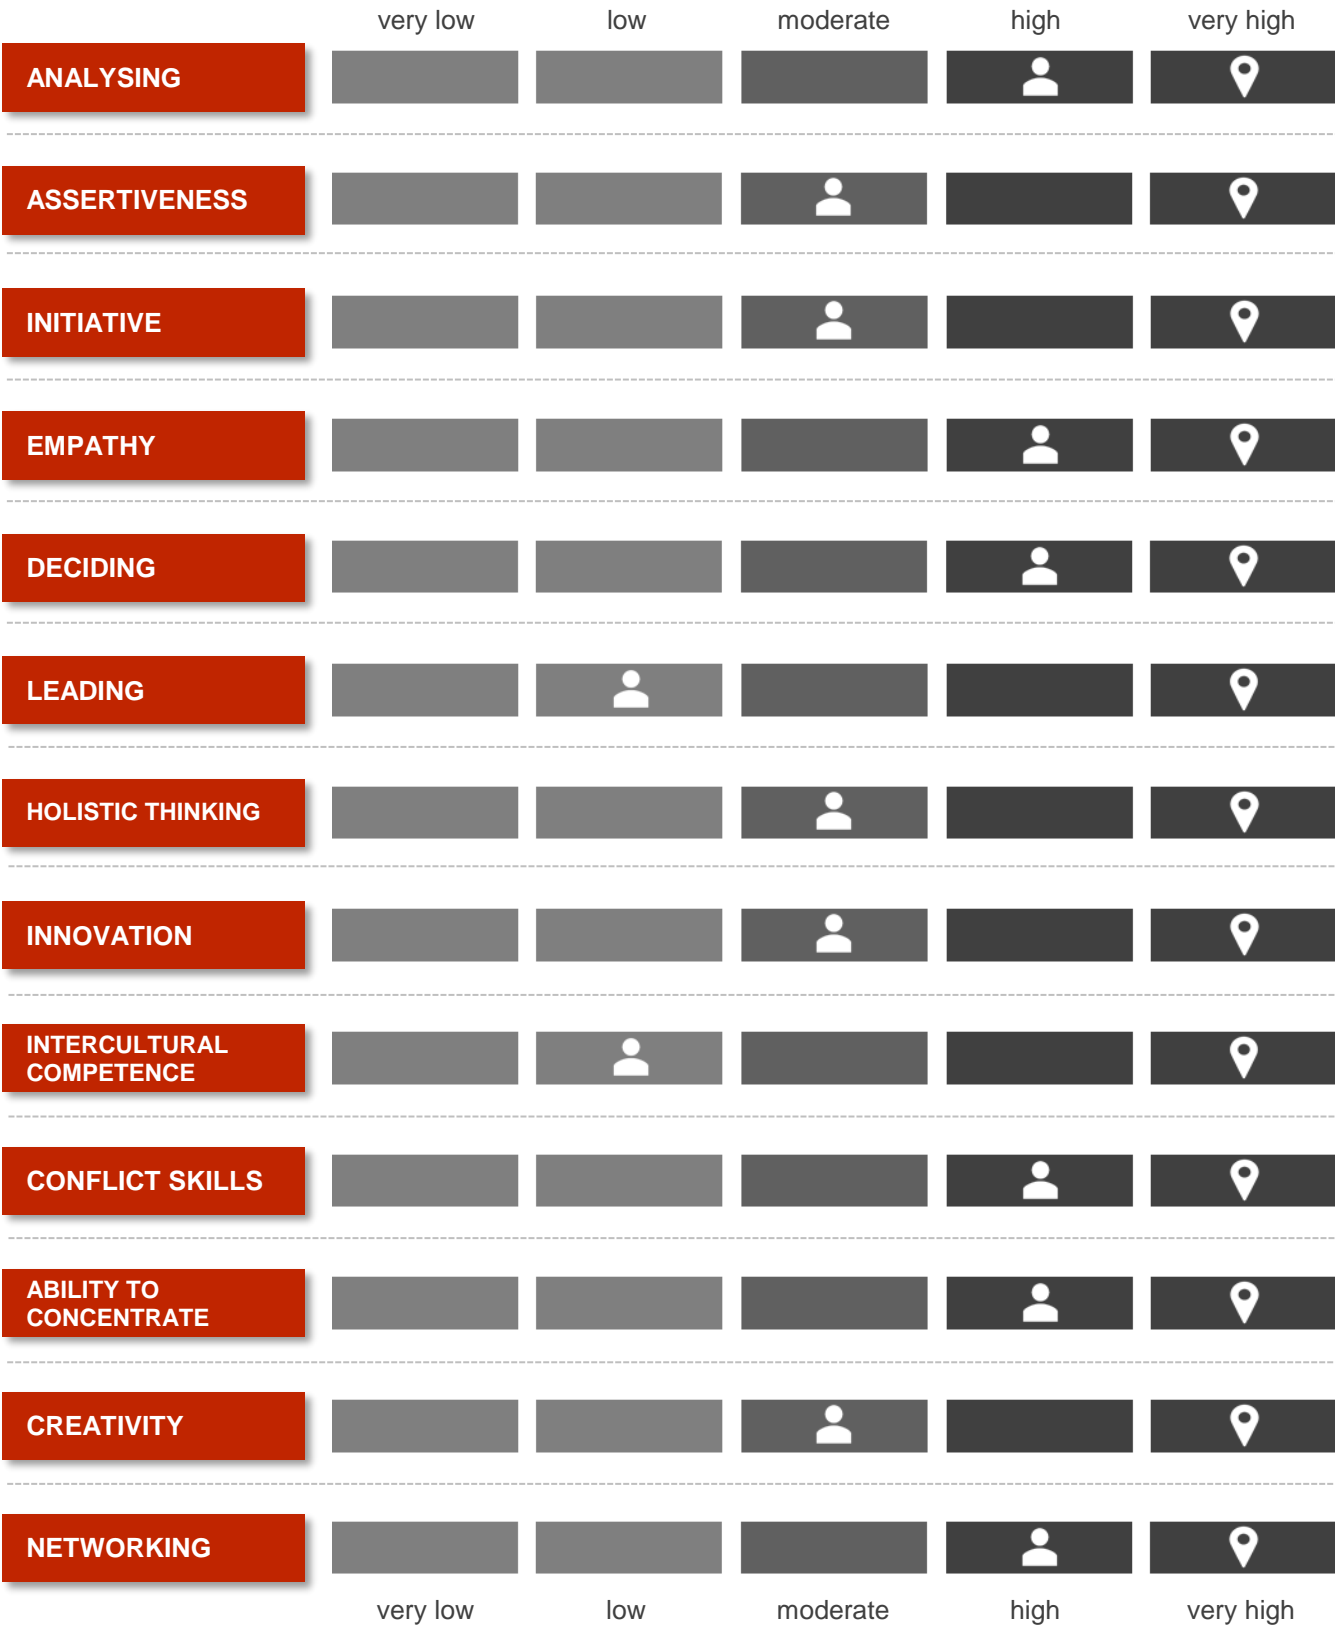 very low low moderate high very high
ANALYSING
ASSERTIVENESS
INITIATIVE
EMPATHY
DECIDING
LEADING
HOLISTIC THINKING
INNOVATION
INTERCULTURAL
COMPETENCE
CONFLICT SKILLS
ABILITY TO
CONCENTRATE
CREATIVITY
NETWORKING
very low low moderate high very high